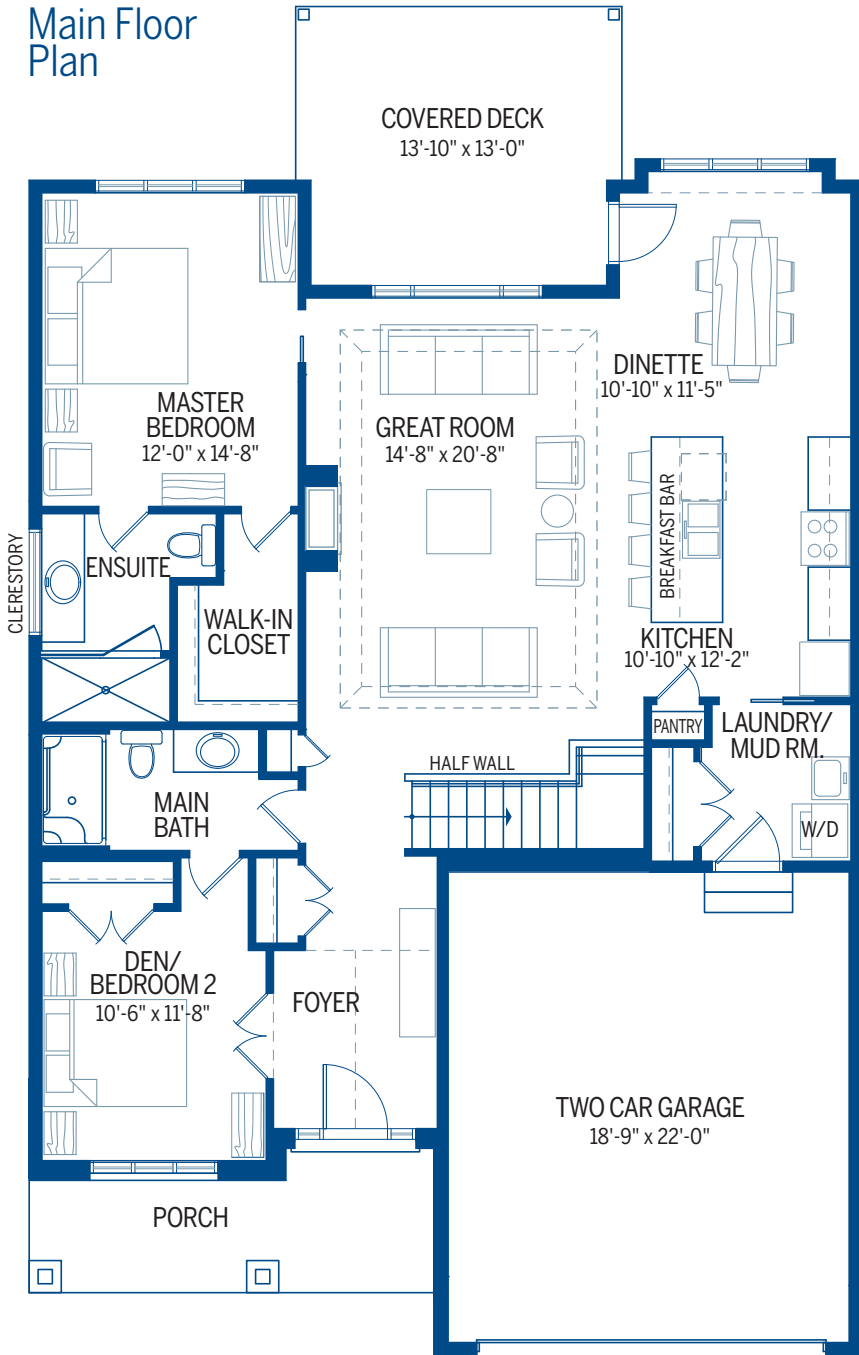 Main Floor
Plan
COVERED DECK
13'-10" x 13'-0"
MASTER
BEDROOM
12'-0" x 14'-8"
GREAT ROOM
14'-8" x 20'-8"
DINETTE
10'-10" x 11'-5"
BREAKFAST BAR
CLERESTORY
ENSUITE
WALK-IN
CLOSET
KITCHEN
10'-10" x 12'-2"
PANTRY
LAUNDRY/
MUD RM.
HALF WALL
MAIN
BATH
W/D
DEN/
BEDROOM 2
10'-6" x 11'-8"
FOYER
TWO CAR GARAGE
18'-9" x 22'-0"
PORCH